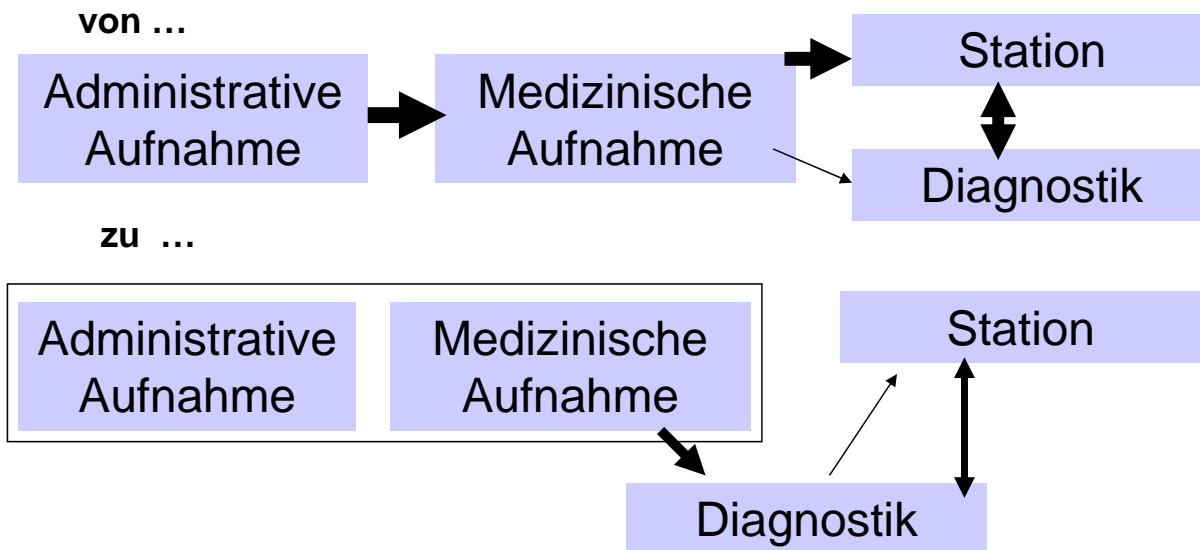 von ...
Administrative
Aufnahme
Medizinische
Aufnahme
Station
Diagnostik
zu ...
Administrative
Aufnahme
Medizinische
Aufnahme
Station
Diagnostik